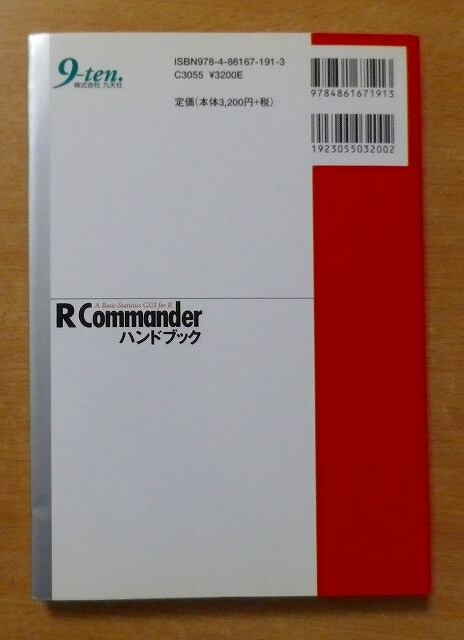 9-ten.
株式会社 九天社
ISBN978-4-86167-191-3
C3055 ¥3200E
定価(本体3,200円+税)
9784861671913
1923055032002
A Basic-Statistics GUI for R
R Commander
ハンドブック